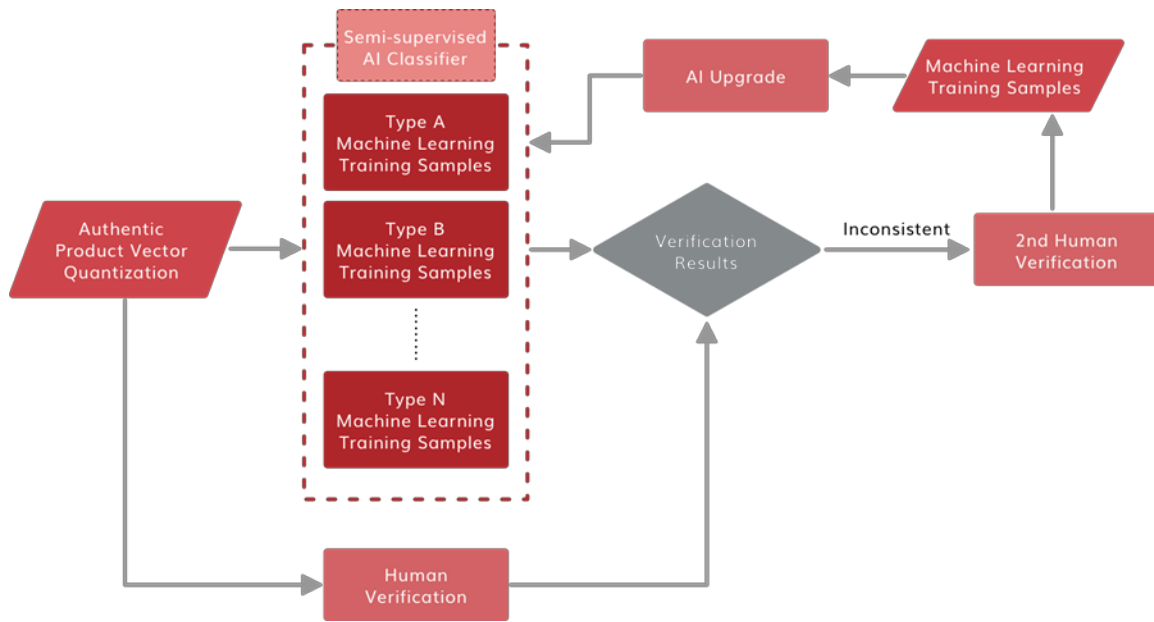 Semi-supervised
AI Classifier
Type A
Machine Learning
Training Samples
AI Upgrade
Machine Learning
Training Samples
Authentic
Product Vector
Quantization
Type B
Machine Learning
Training Samples
Verification
Results
Inconsistent
2nd Human
Verification
Type N
Machine Learning
Training Samples
Human
Verification